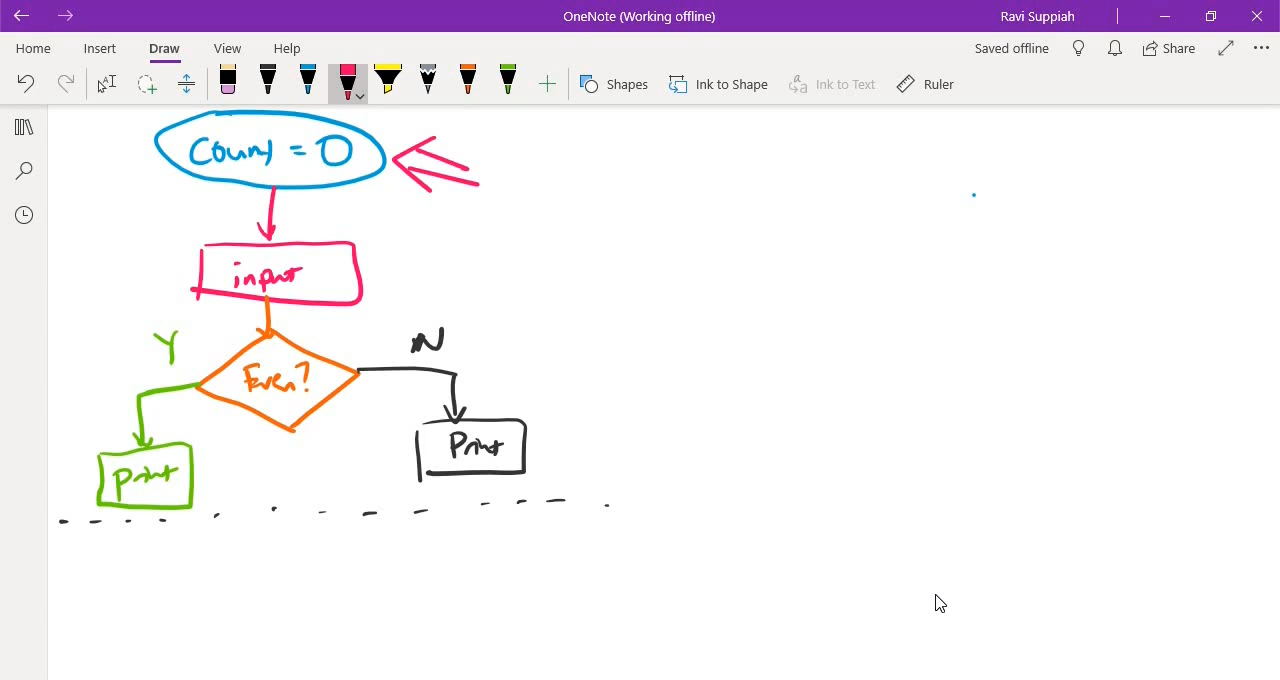 OneNote (Working offline)
Ravi Suppiah
Home Insert Draw View Help
Saved offline
Share
Shapes
Ink to Shape
Ink to Text
Ruler
Count = 0
input
Y
N
Even?
Print
Print